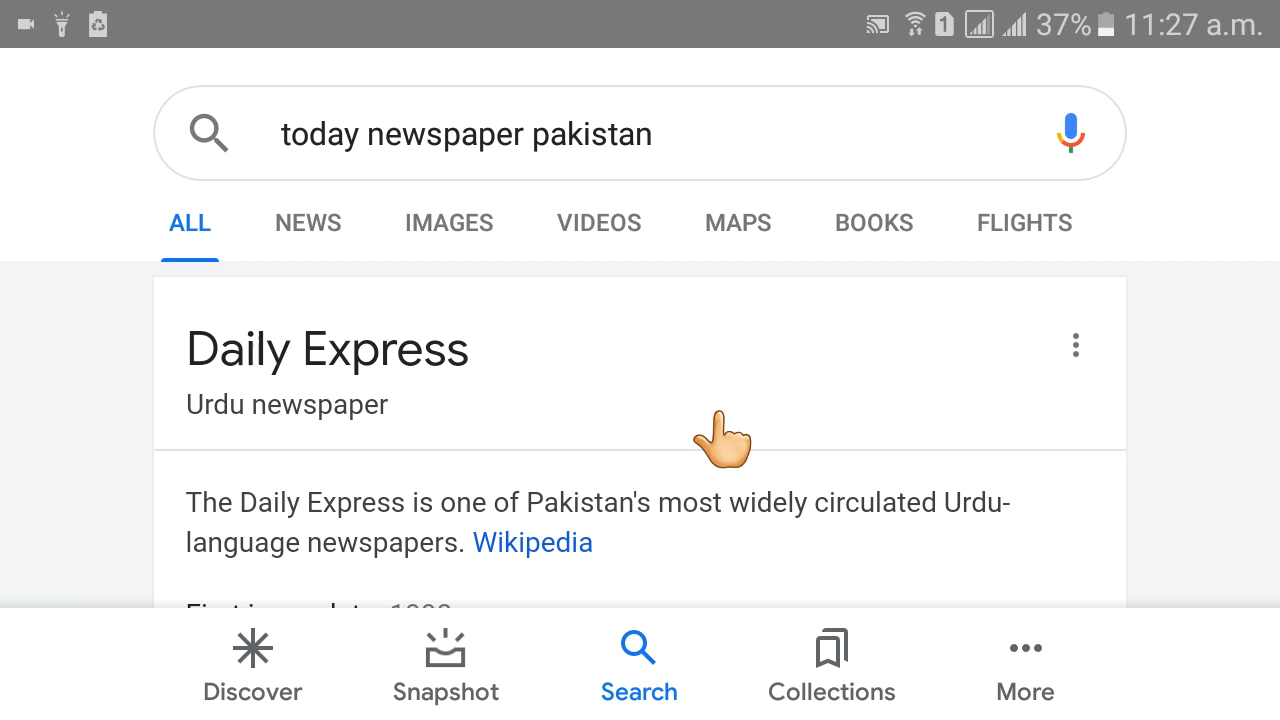 1 37% 11:27 a.m.
today newspaper pakistan
ALL NEWS IMAGES VIDEOS MAPS BOOKS FLIGHTS
Daily Express
Urdu newspaper
The Daily Express is one of Pakistan's most widely circulated Urdu-
language newspapers. Wikipedia
Discover Snapshot Search Collections More